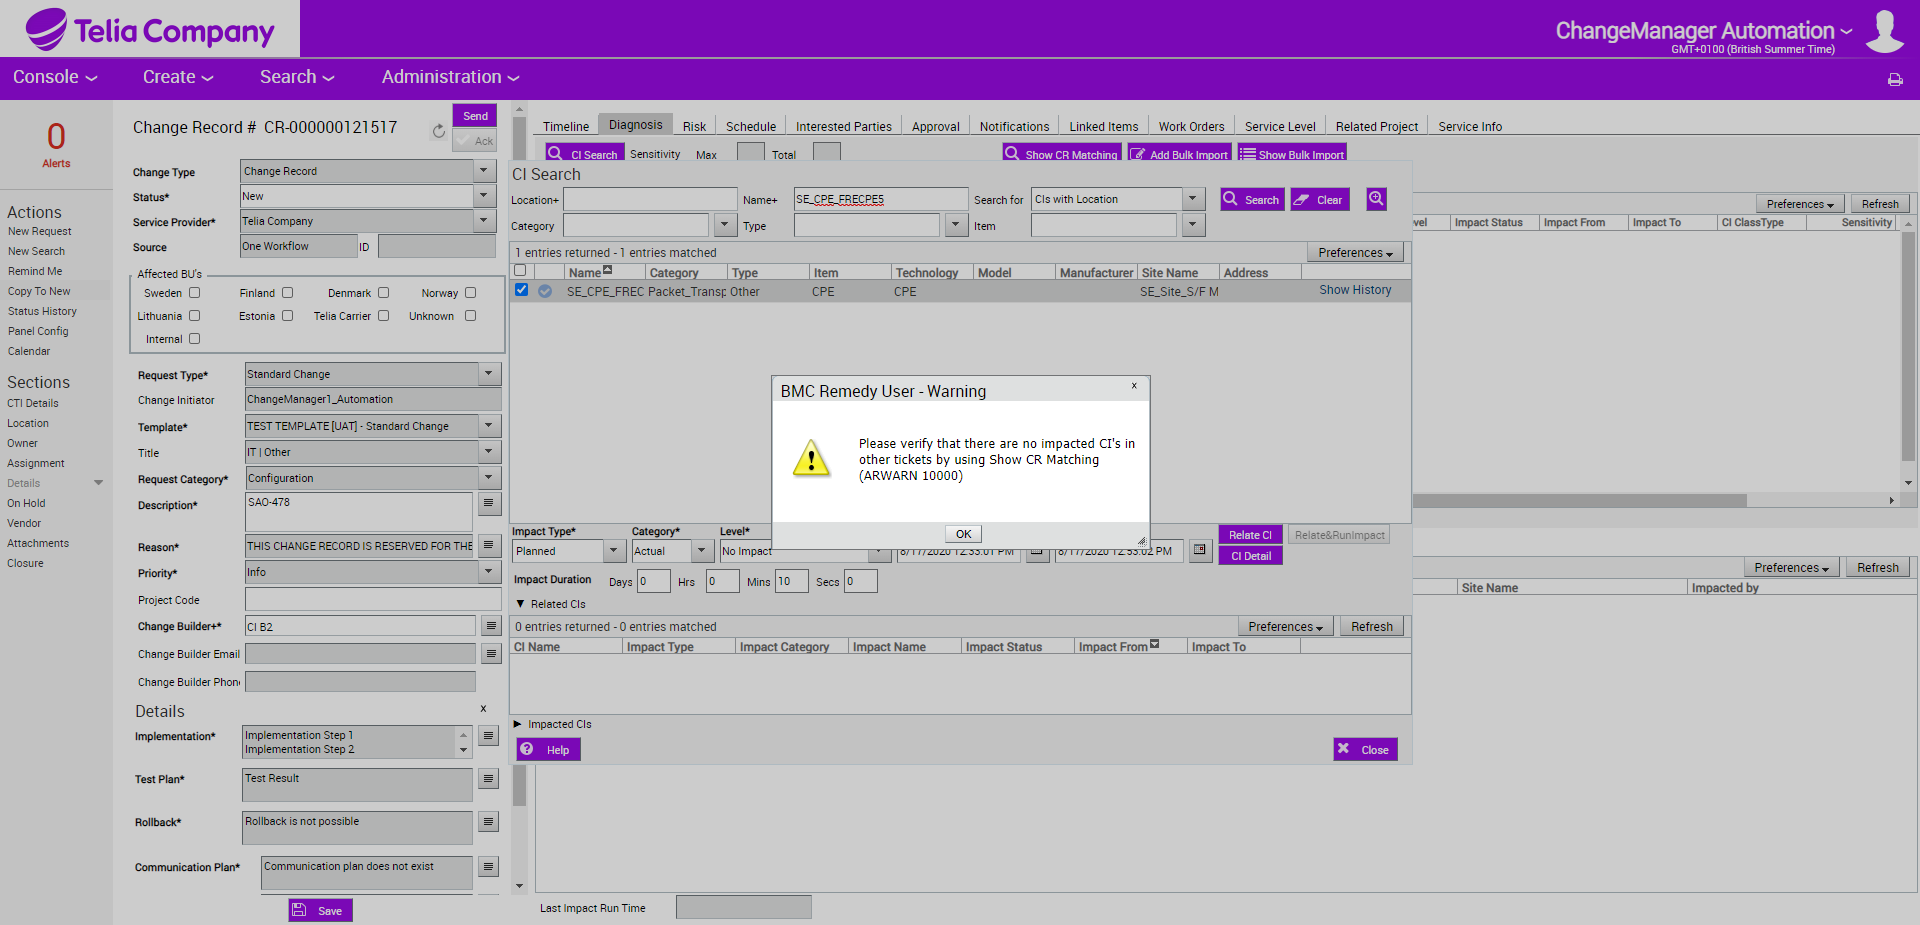 Telia Company
ChangeManager Automation
GMT+0100 (British Summer Time)
Console
Create
Search
Administration
0
Alerts
Actions
New Request
New Search
Remind Me
Copy To New
Status History
Panel Config
Calendar
Sections
CTI Details
Location
Owner
Assignment
Details
On Hold
Vendor
Attachments
Closure
Change Record # CR-000000121517
Send
Ack
Change Type
Change Record
Status*
New
Service Provider*
Telia Company
Source
One Workflow
ID
Affected BU's
Sweden
Finland
Denmark
Norway
Lithuania
Estonia
Telia Carrier
Unknown
Internal
Request Type*
Standard Change
Change Initiator
ChangeManager1_Automation
Template*
TEST TEMPLATE [UAT] - Standard Change
Title
IT | Other
Request Category*
Configuration
Description*
SAO-478
Reason*
THIS CHANGE RECORD IS RESERVED FOR THE
Priority*
Info
Project Code
Change Builder+*
CI B2
Change Builder Email
Change Builder Phone
Details
x
Implementation*
Implementation Step 1
Implementation Step 2
Test Plan*
Test Result
Rollback*
Rollback is not possible
Communication Plan*
Communication plan does not exist
Save
Timeline
Diagnosis
Risk
Schedule
Interested Parties
Approval
Notifications
Linked Items
Work Orders
Service Level
Related Project
Service Info
CI Search
Sensitivity
Max
Total
Show CR Matching
Add Bulk Import
Show Bulk Import
CI Search
Location+
Name+
SE_CPE_FRECPE5
Search for
CIs with Location
Search
Clear
Category
Type
Item
1 entries returned - 1 entries matched
Preferences
Name
Category
Type
Item
Technology
Model
Manufacturer
Site Name
Address
SE_CPE_FREC
Packet_Transp
Other
CPE
CPE
SE_Site_S/F M
Show History
BMC Remedy User - Warning
x
Please verify that there are no impacted CI's in
other tickets by using Show CR Matching
(ARWARN 10000)
OK
Impact Type*
Category*
Level*
Planned
Actual
No Impact
8/17/2020 12:33:01 PM
8/17/2020 12:53:02 PM
Relate CI
Relate&RunImpact
CI Detail
Impact Duration
Days
0
Hrs
0
Mins
10
Secs
0
Related CIs
0 entries returned - 0 entries matched
Preferences
Refresh
CI Name
Impact Type
Impact Category
Impact Name
Impact Status
Impact From
Impact To
Impacted CIs
Help
Close
Preferences
Refresh
vel
Impact Status
Impact From
Impact To
CI ClassType
Sensitivity
Preferences
Refresh
Site Name
Impacted by
Last Impact Run Time